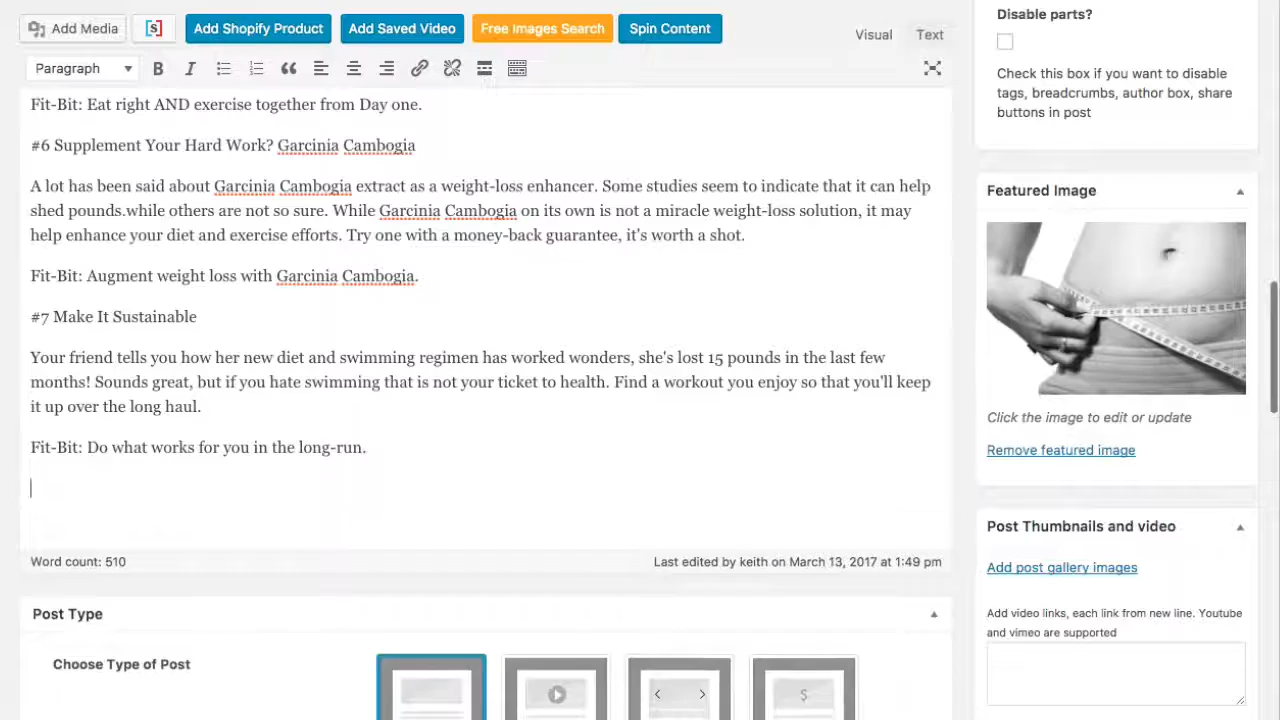 Add Media
[S]
Add Shopify Product
Add Saved Video
Free Images Search
Spin Content
Visual
Text
Paragraph
B
I
Fit-Bit: Eat right AND exercise together from Day one.
#6 Supplement Your Hard Work? Garcinia Cambogia
A lot has been said about Garcinia Cambogia extract as a weight-loss enhancer. Some studies seem to indicate that it can help
shed pounds.while others are not so sure. While Garcinia Cambogia on its own is not a miracle weight-loss solution, it may
help enhance your diet and exercise efforts. Try one with a money-back guarantee, it's worth a shot.
Fit-Bit: Augment weight loss with Garcinia Cambogia.
#7 Make It Sustainable
Your friend tells you how her new diet and swimming regimen has worked wonders, she's lost 15 pounds in the last few
months! Sounds great, but if you hate swimming that is not your ticket to health. Find a workout you enjoy so that you'll keep
it up over the long haul.
Fit-Bit: Do what works for you in the long-run.
Word count: 510
Last edited by keith on March 13, 2017 at 1:49 pm
Post Type
Choose Type of Post
$
Disable parts?
Check this box if you want to disable
tags, breadcrumbs, author box, share
buttons in post
Featured Image
Click the image to edit or update
Remove featured image
Post Thumbnails and video
Add post gallery images
Add video links, each link from new line. Youtube
and vimeo are supported